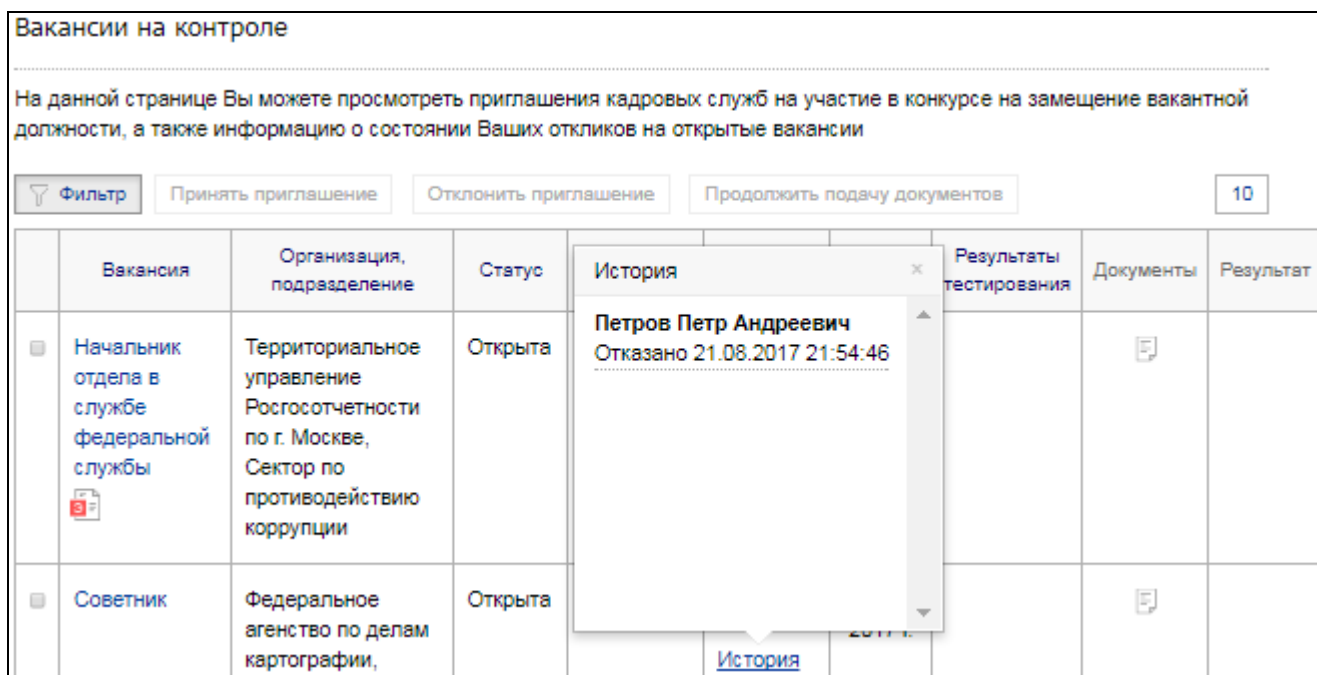 Вакансии на контроле
На данной странице Вы можете просмотреть приглашения кадровых служб на участие в конкурсе на замещение вакантной
должности, а также информацию о состоянии Ваших откликов на открытые вакансии
Фильтр Принять приглашение Отклонить приглашение Продолжить подачу документов 10
Вакансия
Организация,
подразделение
Статус
Результаты
тестирования
Документы
Результат
История ×
Петров Петр Андреевич
Отказано 21.08.2017 21:54:46
Начальник
отдела в
службе
федеральной
службы
3
Территориальное
управление
Росгосотчетности
по г. Москве,
Сектор по
противодействию
коррупции
Открыта
Советник
Федеральное
агенство по делам
картографии,
Открыта
История
2017 г.